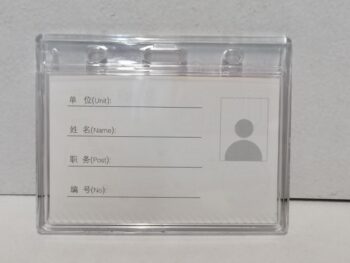 单 位(Unit):
姓 名(Name):
职 务(Post):
编 号(No):